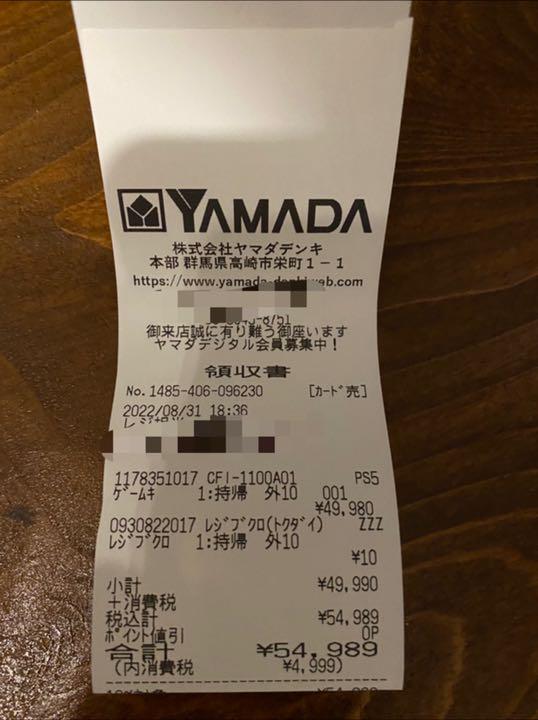 YAMADA
株式会社ヤマダデンキ
本部 群馬県高崎市栄町1-1
https://www.yamada-denkiweb.com
御来店誠に有り難う御座います
ヤマダデジタル会員募集中!
領収書
No.1485-406-096230 [カード売]
2022/08/31 18:36
1178351017 CFI-1100A01 PS5
ゲームキ 1:持帰 外10 001
¥49,980
0930822017 レジブクロ(トクダイ) ZZZ
レジブクロ 1:持帰 外10
¥10
小計 ¥49,990
+消費税
税込計 ¥54,989
ポイント値引 0P
合計 ¥54,989
(内消費税 ¥4,999)